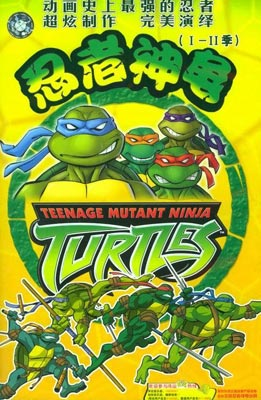 动画史上最强的忍者
超炫制作 完美演绎
忍者神龟
(I-II季)
TEENAGE MUTANT NINJA
TURTLES